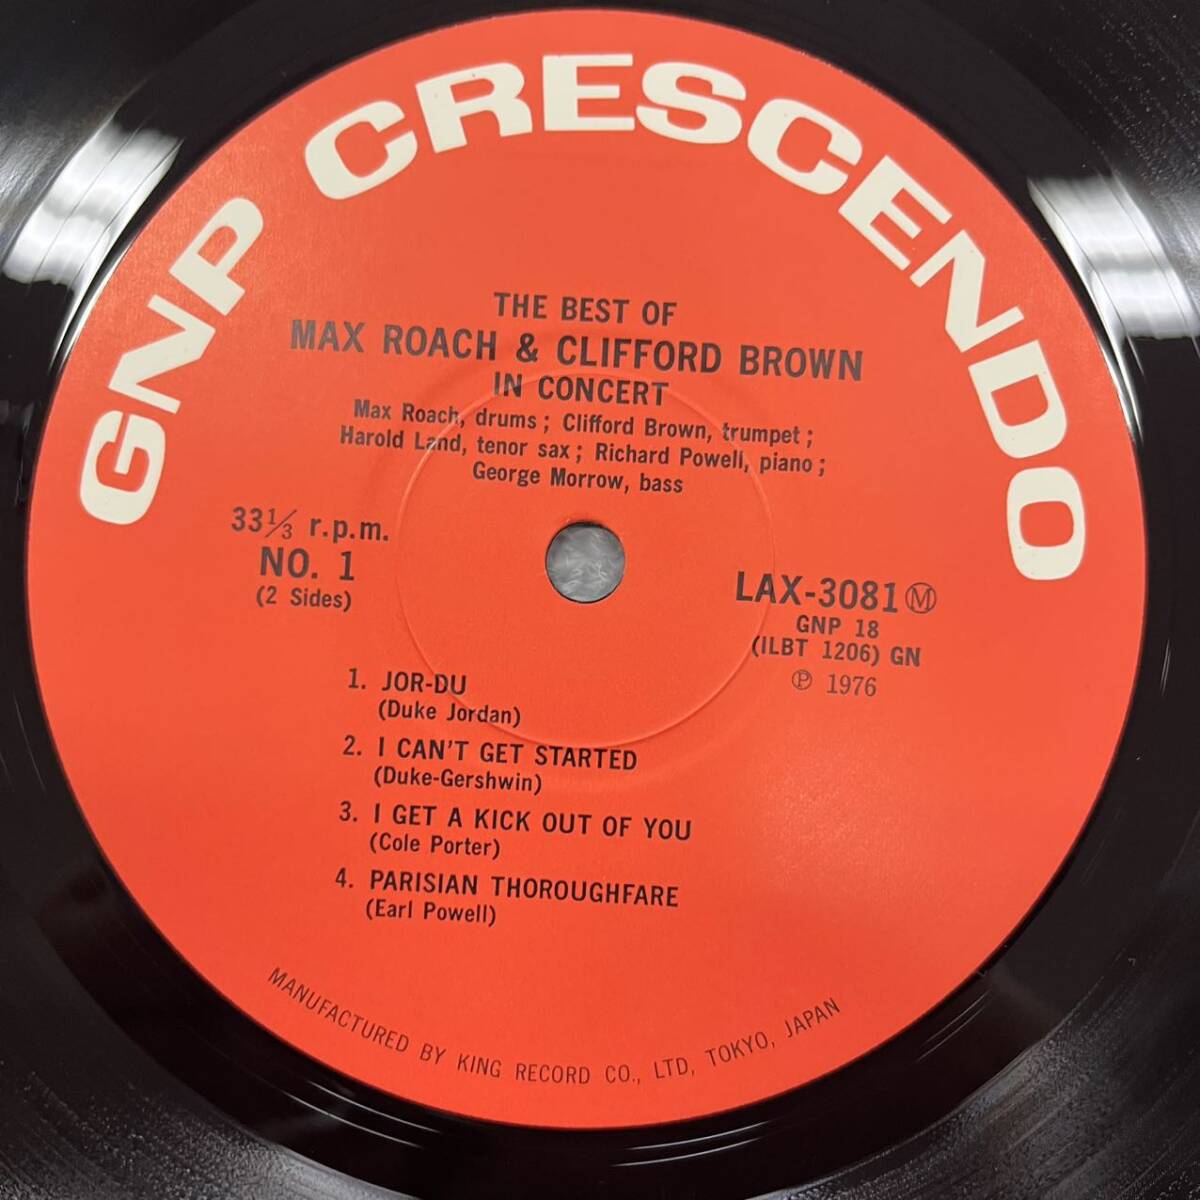 GNP CRESCENDO
THE BEST OF
MAX ROACH & CLIFFORD BROWN
IN CONCERT
Max Roach, drums; Clifford Brown, trumpet;
Harold Land, tenor sax; Richard Powell, piano;
George Morrow, bass
33⅓ r.p.m.
NO. 1
(2 Sides)
LAX-3081 Ⓜ
GNP 18
(ILBT 1206) GN
℗ 1976
1. JOR-DU
(Duke Jordan)
2. I CAN'T GET STARTED
(Duke-Gershwin)
3. I GET A KICK OUT OF YOU
(Cole Porter)
4. PARISIAN THOROUGHFARE
(Earl Powell)
MANUFACTURED BY KING RECORD CO., LTD, TOKYO, JAPAN